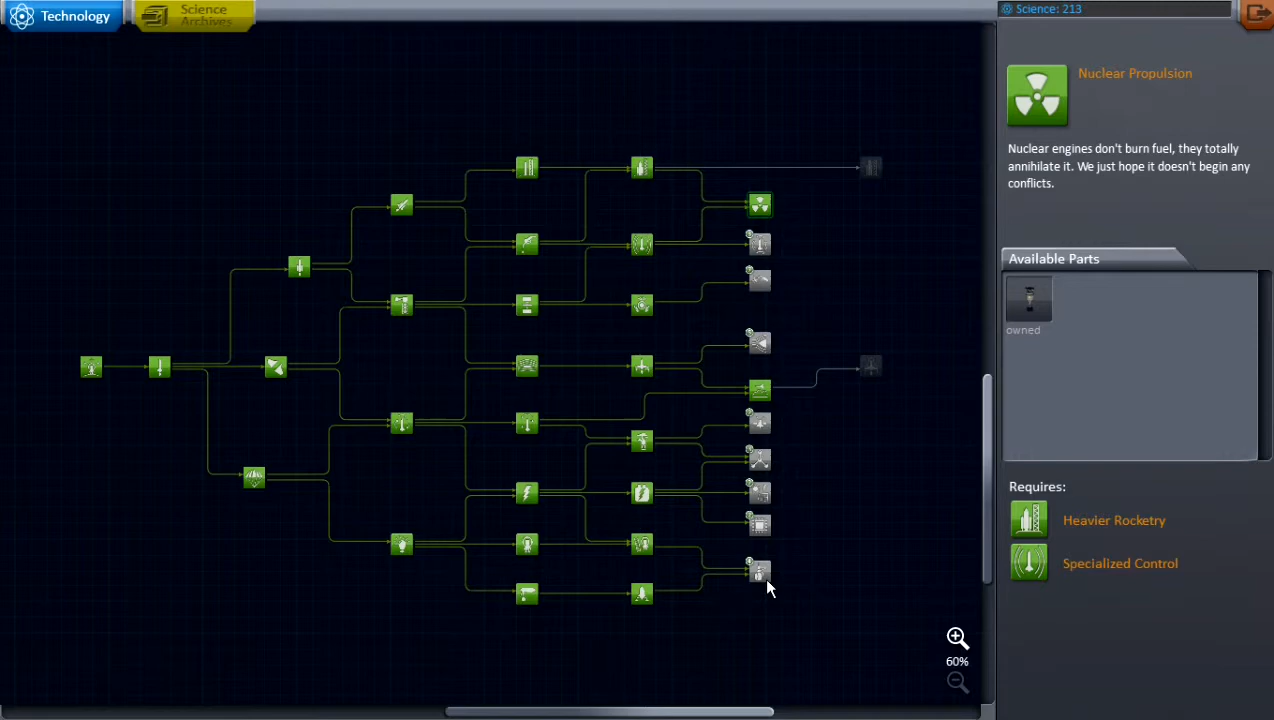 Technology
Science
Archives
Science: 213
Nuclear Propulsion
Nuclear engines don't burn fuel, they totally
annihilate it. We just hope it doesn't begin any
conflicts.
Available Parts
owned
Requires:
Heavier Rocketry
Specialized Control
60%